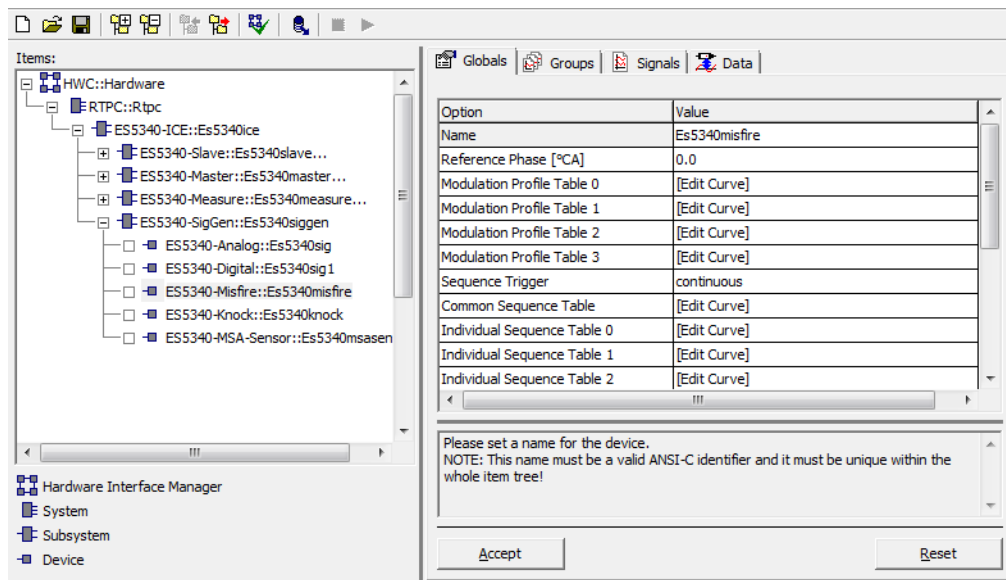 Items:
HWC::Hardware
RTPC::Rtpc
ES5340-ICE::Es5340ice
ES5340-Slave::Es5340slave...
ES5340-Master::Es5340master...
ES5340-Measure::Es5340measure...
ES5340-SigGen::Es5340siggen
ES5340-Analog::Es5340sig
ES5340-Digital::Es5340sig1
ES5340-Misfire::Es5340misfire
ES5340-Knock::Es5340knock
ES5340-MSA-Sensor::Es5340msasen
Hardware Interface Manager
System
Subsystem
Device
Globals Groups Signals Data
Option Value
Name Es5340misfire
Reference Phase [°CA] 0.0
Modulation Profile Table 0 [Edit Curve]
Modulation Profile Table 1 [Edit Curve]
Modulation Profile Table 2 [Edit Curve]
Modulation Profile Table 3 [Edit Curve]
Sequence Trigger continuous
Common Sequence Table [Edit Curve]
Individual Sequence Table 0 [Edit Curve]
Individual Sequence Table 1 [Edit Curve]
Individual Sequence Table 2 [Edit Curve]
Please set a name for the device.
NOTE: This name must be a valid ANSI-C identifier and it must be unique within the
whole item tree!
Accept Reset